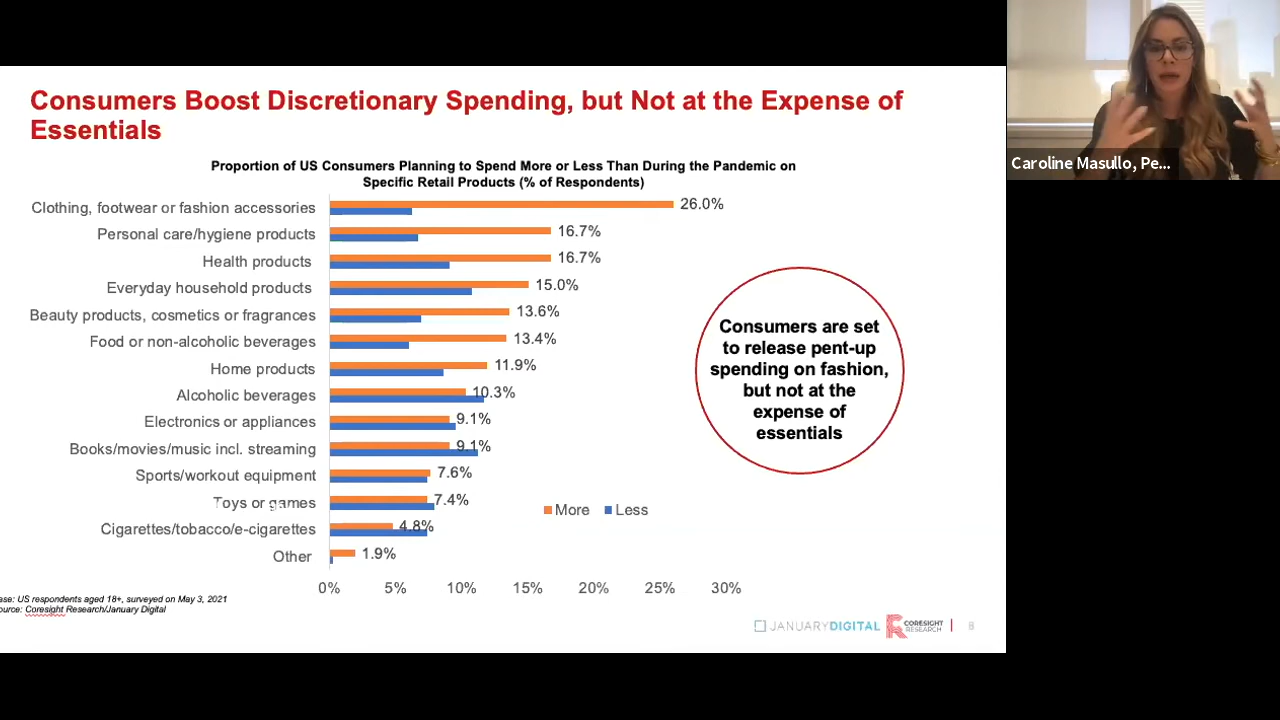 Consumers Boost Discretionary Spending, but Not at the Expense of
Essentials
Proportion of US Consumers Planning to Spend More or Less Than During the Pandemic on
Specific Retail Products (% of Respondents)
Clothing, footwear or fashion accessories 26.0%
Personal care/hygiene products 16.7%
Health products 16.7%
Everyday household products 15.0%
Beauty products, cosmetics or fragrances 13.6%
Food or non-alcoholic beverages 13.4%
Home products 11.9%
Alcoholic beverages 10.3%
Electronics or appliances 9.1%
Books/movies/music incl. streaming 9.1%
Sports/workout equipment 7.6%
Toys or games 7.4%
Cigarettes/tobacco/e-cigarettes 4.8%
Other 1.9%
0% 5% 10% 15% 20% 25% 30%
More Less
Consumers are set
to release pent-up
spending on fashion,
but not at the
expense of
essentials
ase: US respondents aged 18+, surveyed on May 3, 2021
ource: Coresight Research/January Digital
JANUARYDIGITAL
CORESIGHT
RESEARCH
8
Caroline Masullo, Pe...